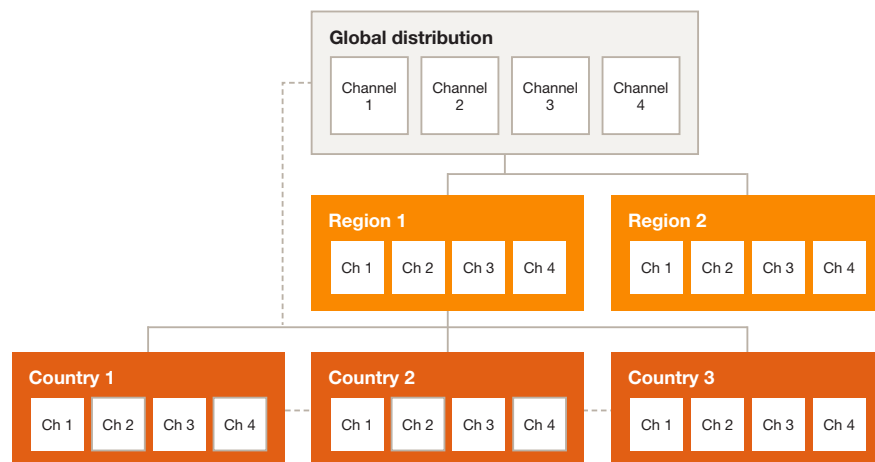 Global distribution
Channel
1
Channel
2
Channel
3
Channel
4
Region 1
Ch 1
Ch 2
Ch 3
Ch 4
Region 2
Ch 1
Ch 2
Ch 3
Ch 4
Country 1
Ch 1
Ch 2
Ch 3
Ch 4
Country 2
Ch 1
Ch 2
Ch 3
Ch 4
Country 3
Ch 1
Ch 2
Ch 3
Ch 4